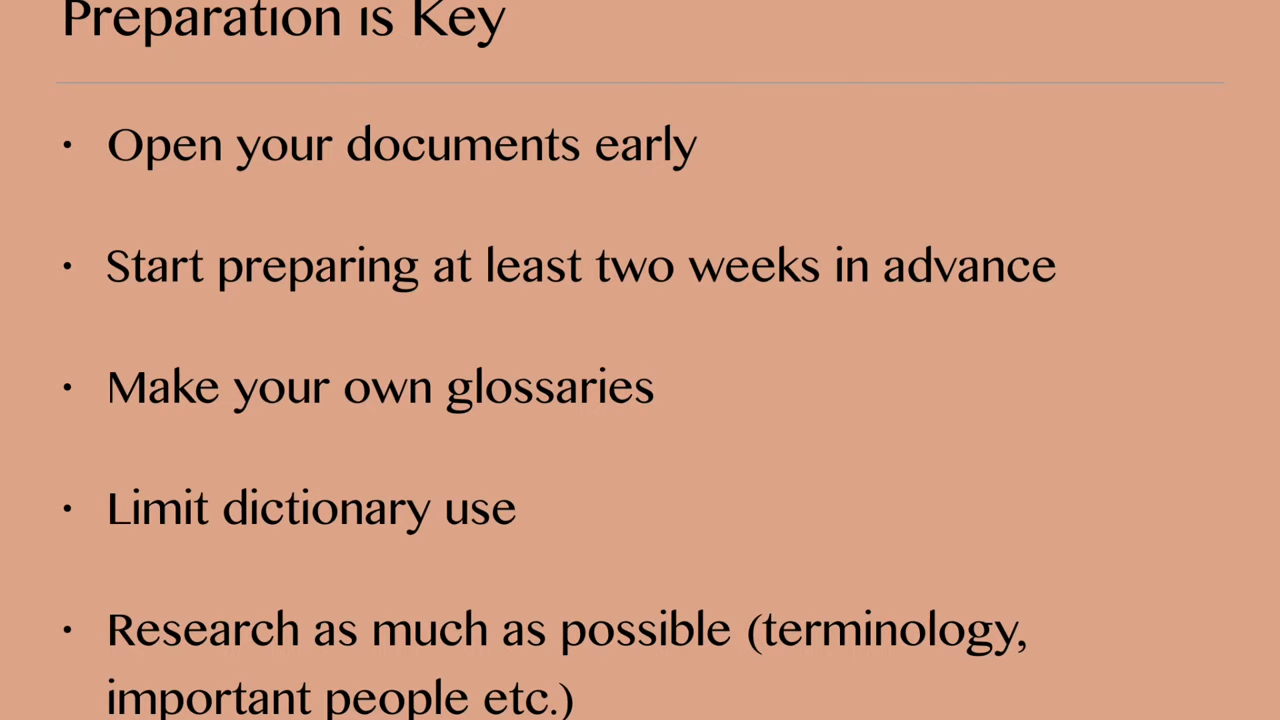 Preparation is Key
• Open your documents early
• Start preparing at least two weeks in advance
• Make your own glossaries
• Limit dictionary use
• Research as much as possible (terminology,
important people etc.)